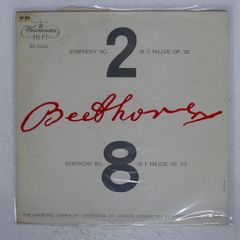 Westminster
HI-FI
2
SYMPHONY NO. IN D MAJOR, OP. 36
Beethoven
SYMPHONY NO. IN F MAJOR, OP. 93
8
PHILHARMONIC SYMPHONY ORCHESTRA OF LONDON CONDUCTED BY